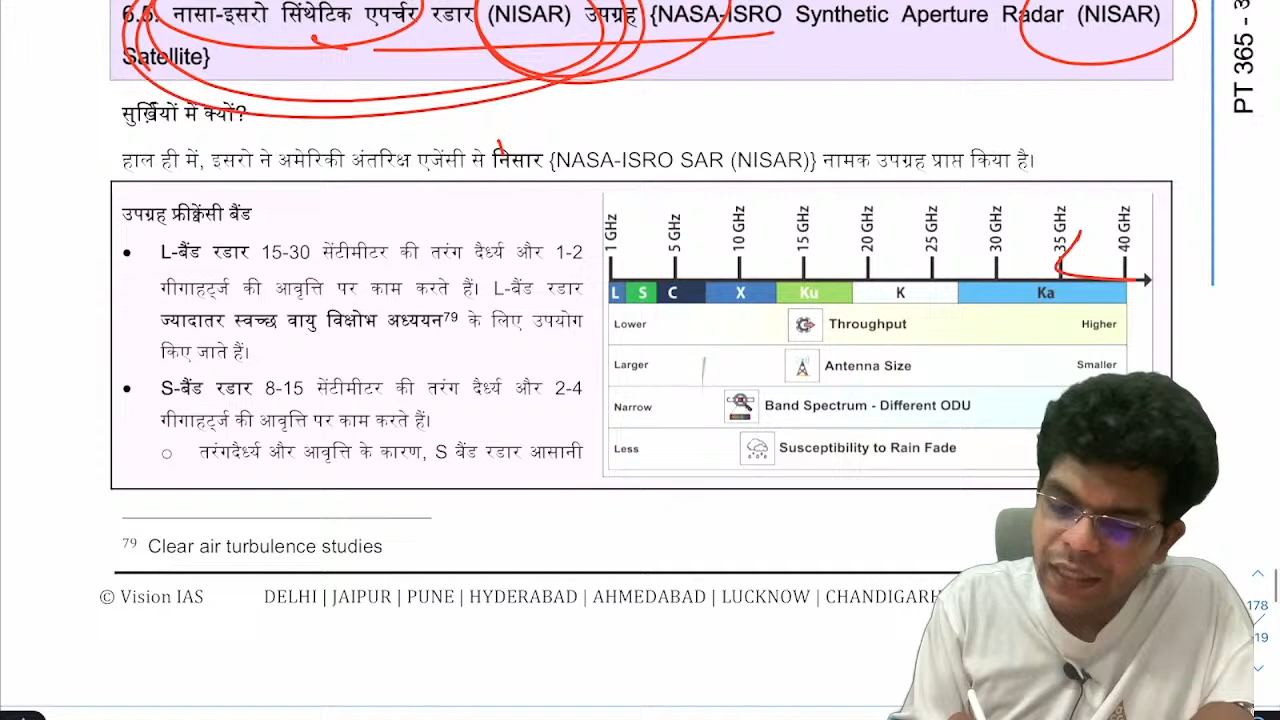 6.5. नासा-इसरो सिंथेटिक एपर्चर रडार (NISAR) उपग्रह {NASA-ISRO Synthetic Aperture Radar (NISAR)
Satellite}
सुर्ख़ियों में क्यों?
हाल ही में, इसरो ने अमेरिकी अंतरिक्ष एजेंसी से निसार {NASA-ISRO SAR (NISAR)} नामक उपग्रह प्राप्त किया है।
उपग्रह फ्रीक्वेंसी बैंड
• L-बैंड रडार 15-30 सेंटीमीटर की तरंग दैर्ध्य और 1-2
गीगाहर्ट्ज की आवृत्ति पर काम करते हैं। L-बैंड रडार
ज्यादातर स्वच्छ वायु विक्षोभ अध्ययन79 के लिए उपयोग
किए जाते हैं।
• S-बैंड रडार 8-15 सेंटीमीटर की तरंग दैर्ध्य और 2-4
गीगाहर्ट्ज की आवृत्ति पर काम करते हैं।
○ तरंगदैर्ध्य और आवृत्ति के कारण, S बैंड रडार आसानी
1 GHz 5 GHz 10 GHz 15 GHz 20 GHz 25 GHz 30 GHz 35 GHz 40 GHz
L S C X Ku K Ka
Lower Throughput Higher
Larger Antenna Size Smaller
Narrow Band Spectrum - Different ODU
Less Susceptibility to Rain Fade
79 Clear air turbulence studies
© Vision IAS DELHI | JAIPUR | PUNE | HYDERABAD | AHMEDABAD | LUCKNOW | CHANDIGARH
PT 365 - 3
178
19